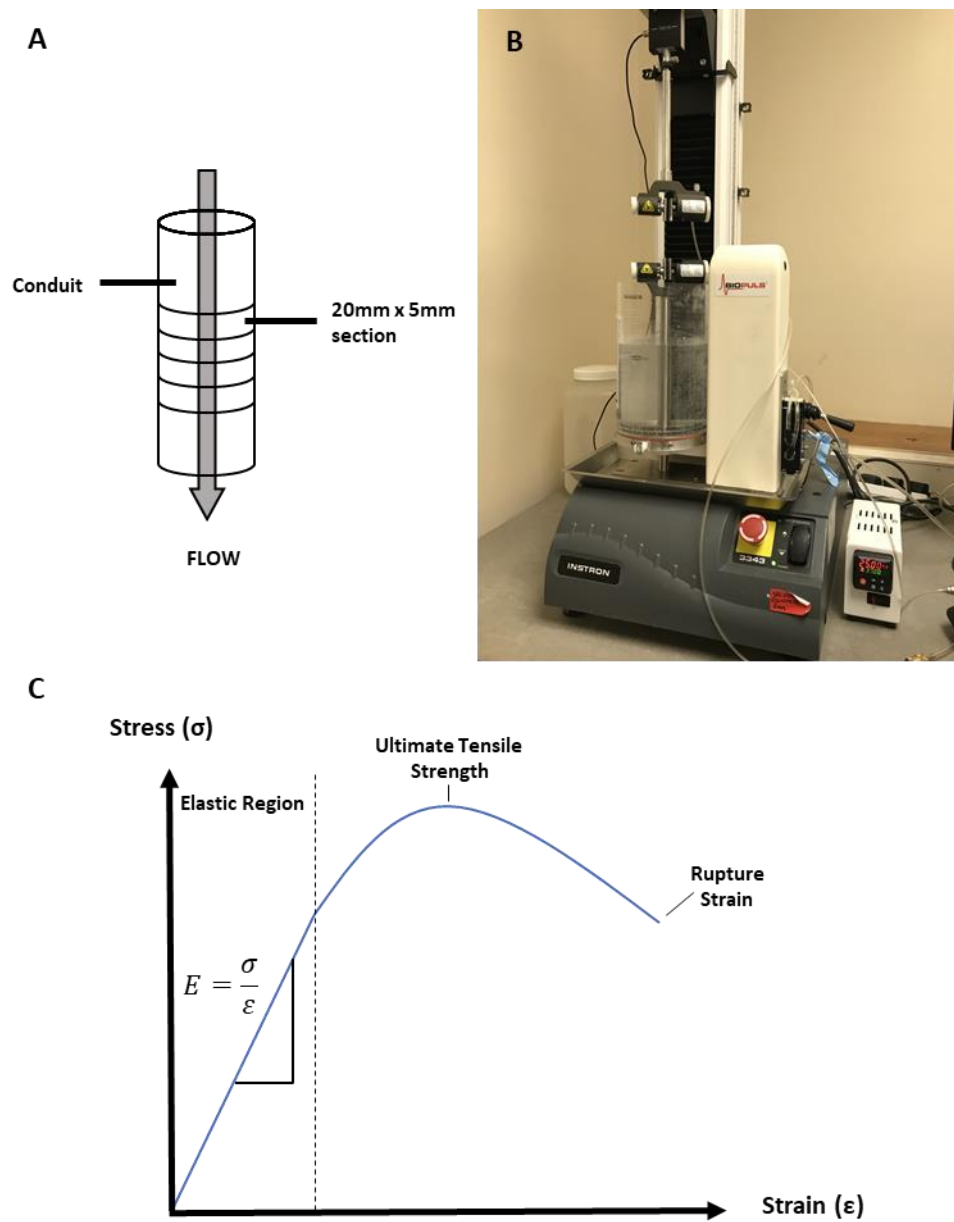 A
B
Conduit
20mm x 5mm
section
FLOW
BIOPULS
INSTRON
3343
C
Stress (σ)
Ultimate Tensile
Strength
Elastic Region
Rupture
Strain
E = σ/ε
Strain (ε)